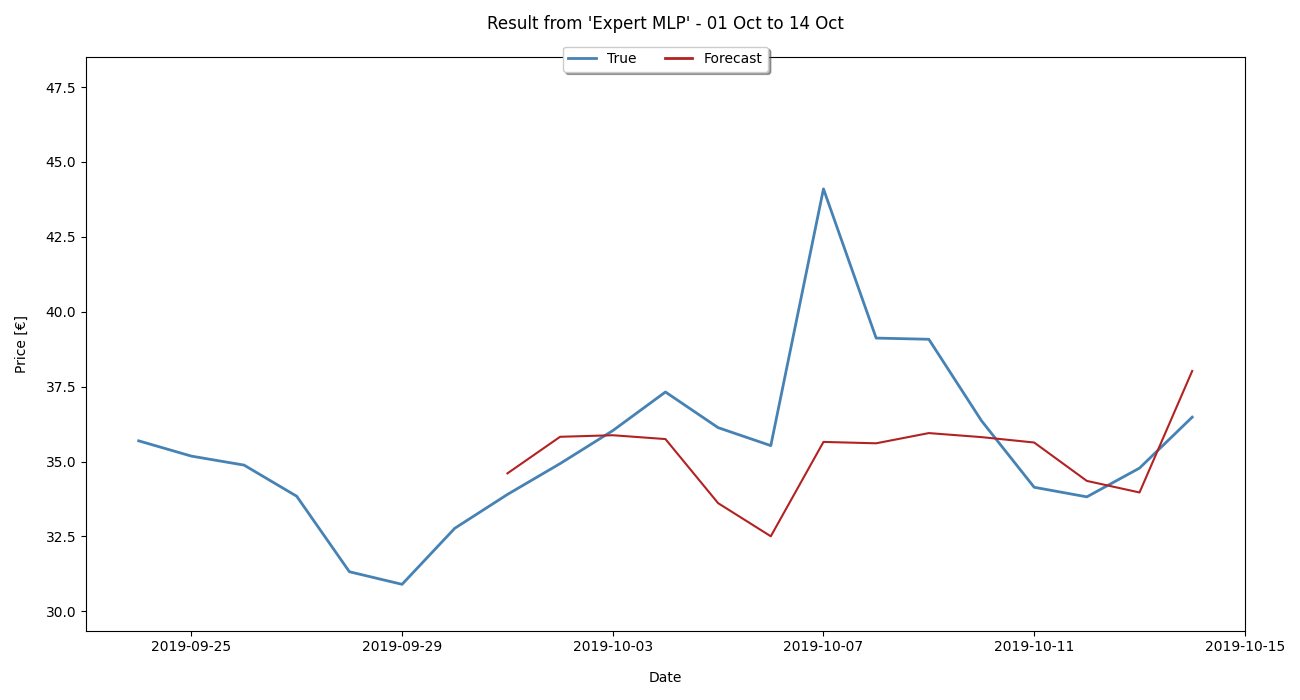 Result from 'Expert MLP' - 01 Oct to 14 Oct
True Forecast
47.5
45.0
42.5
40.0
37.5
35.0
32.5
30.0
Price [€]
2019-09-25 2019-09-29 2019-10-03 2019-10-07 2019-10-11 2019-10-15
Date